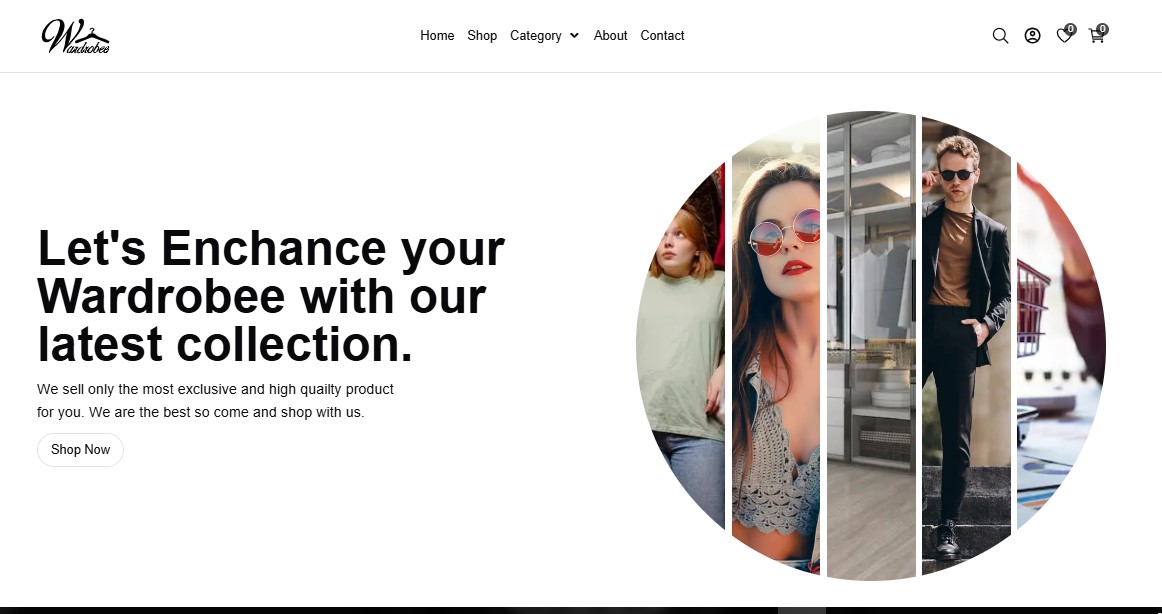 Wardrobee
Home Shop Category About Contact
0 0
Let's Enchance your
Wardrobee with our
latest collection.
We sell only the most exclusive and high quailty product
for you. We are the best so come and shop with us.
Shop Now